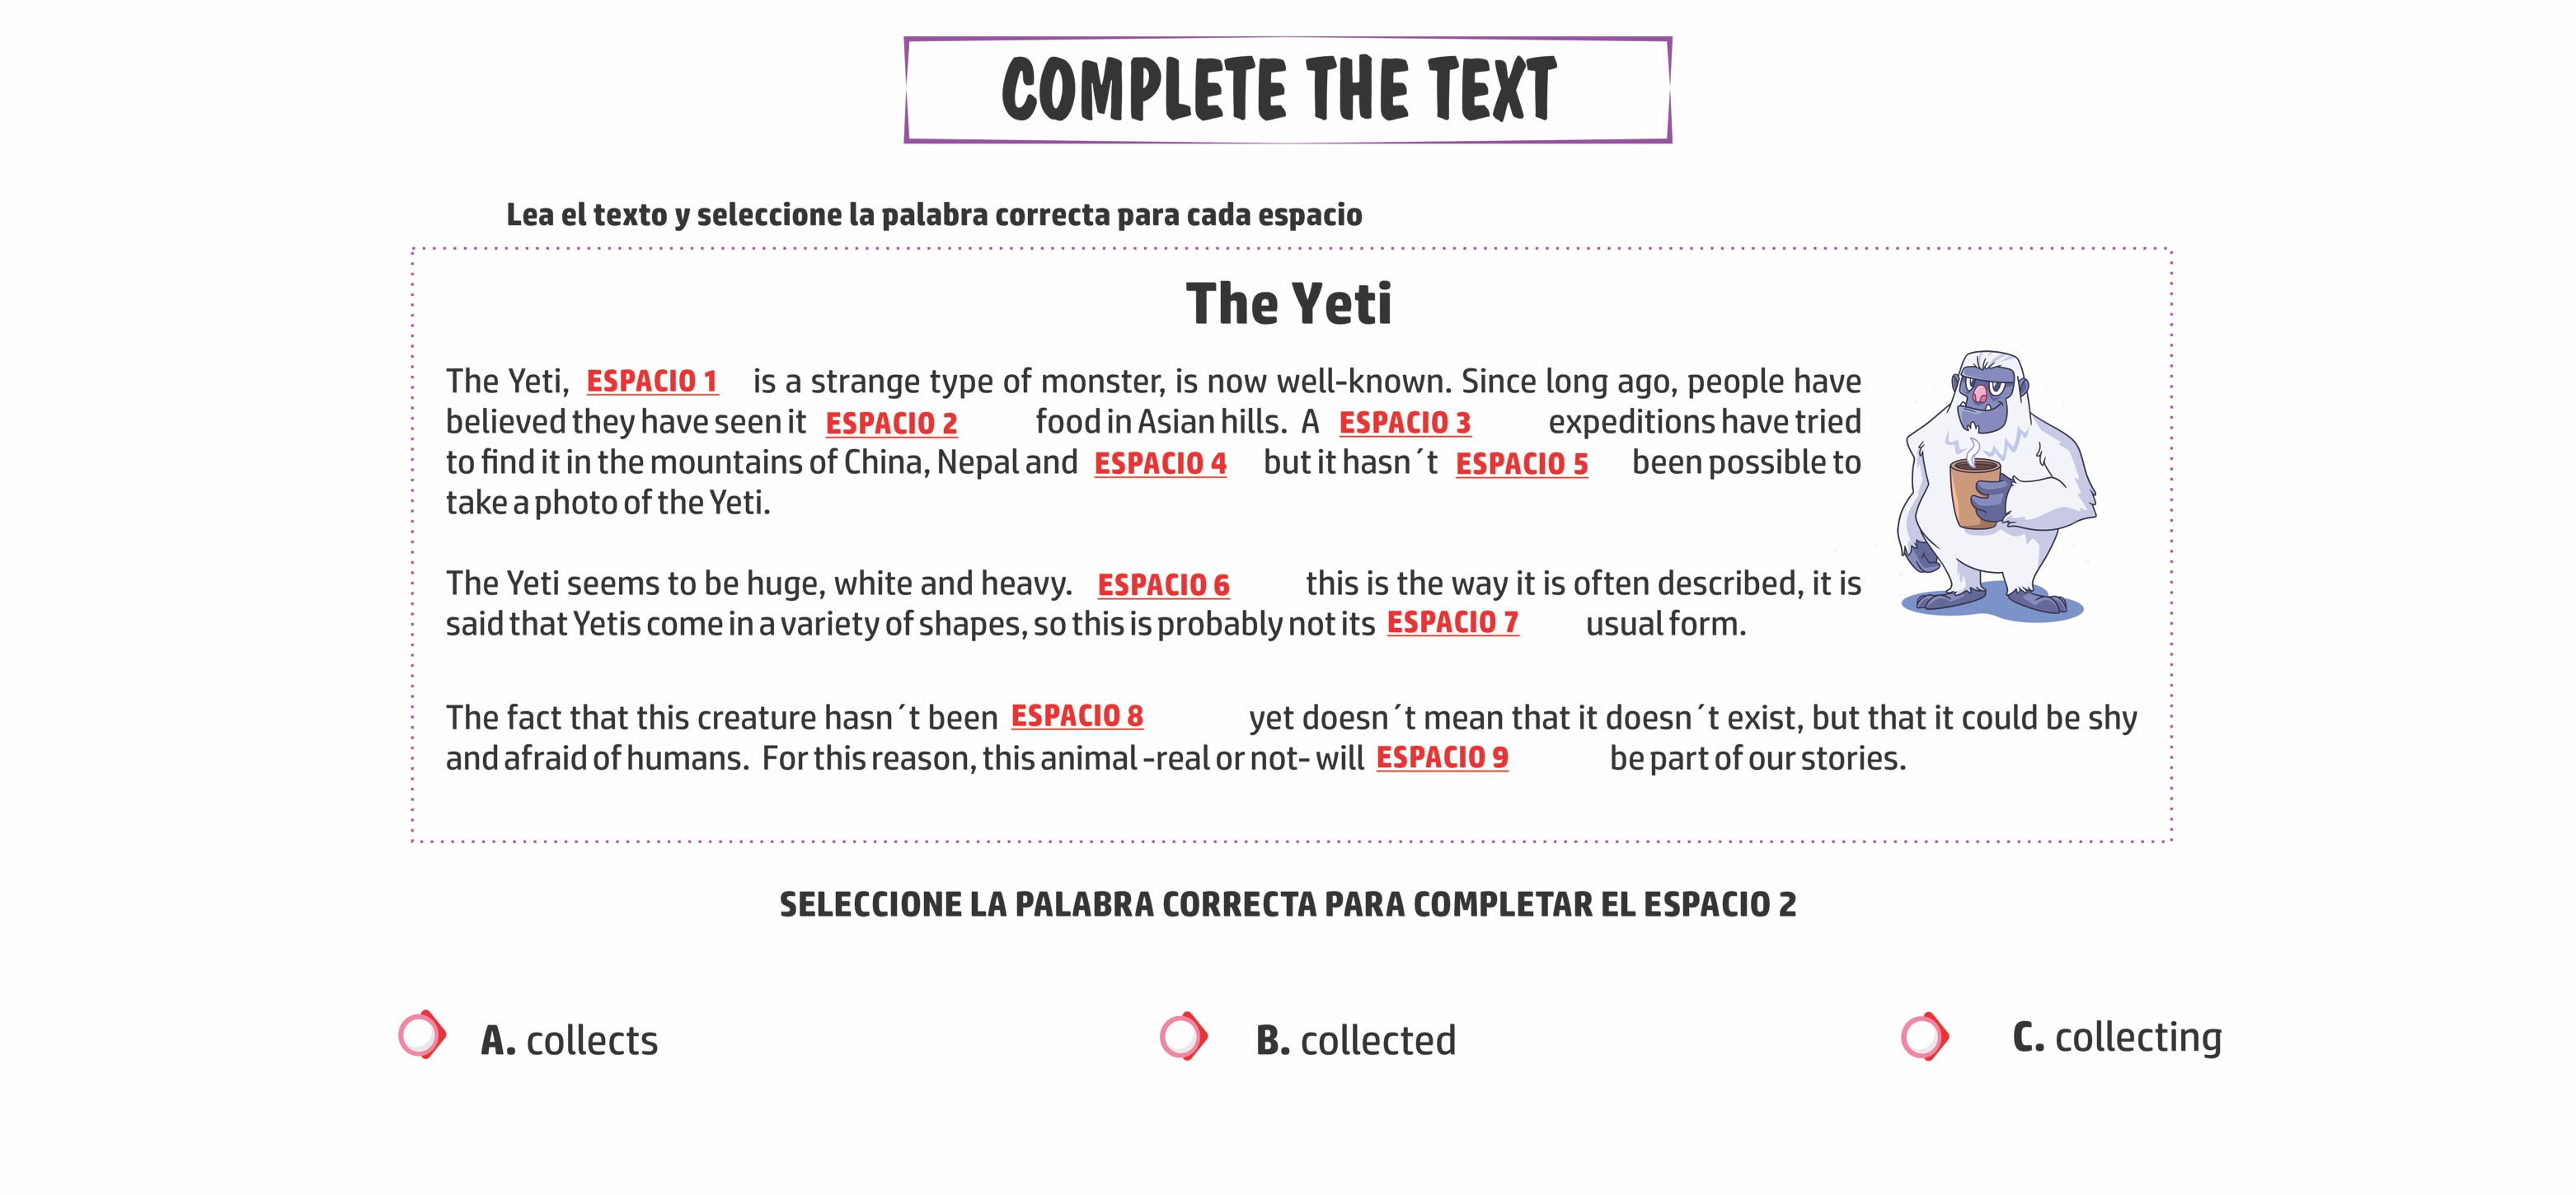 COMPLETE THE TEXT
Lea el texto y seleccione la palabra correcta para cada espacio
The Yeti
The Yeti, ESPACIO 1 is a strange type of monster, is now well-known. Since long ago, people have
believed they have seen it ESPACIO 2 food in Asian hills. A ESPACIO 3 expeditions have tried
to find it in the mountains of China, Nepal and ESPACIO 4 but it hasn´t ESPACIO 5 been possible to
take a photo of the Yeti.
The Yeti seems to be huge, white and heavy. ESPACIO 6 this is the way it is often described, it is
said that Yetis come in a variety of shapes, so this is probably not its ESPACIO 7 usual form.
The fact that this creature hasn´t been ESPACIO 8 yet doesn´t mean that it doesn´t exist, but that it could be shy
and afraid of humans. For this reason, this animal -real or not- will ESPACIO 9 be part of our stories.
SELECCIONE LA PALABRA CORRECTA PARA COMPLETAR EL ESPACIO 2
A. collects
B. collected
C. collecting